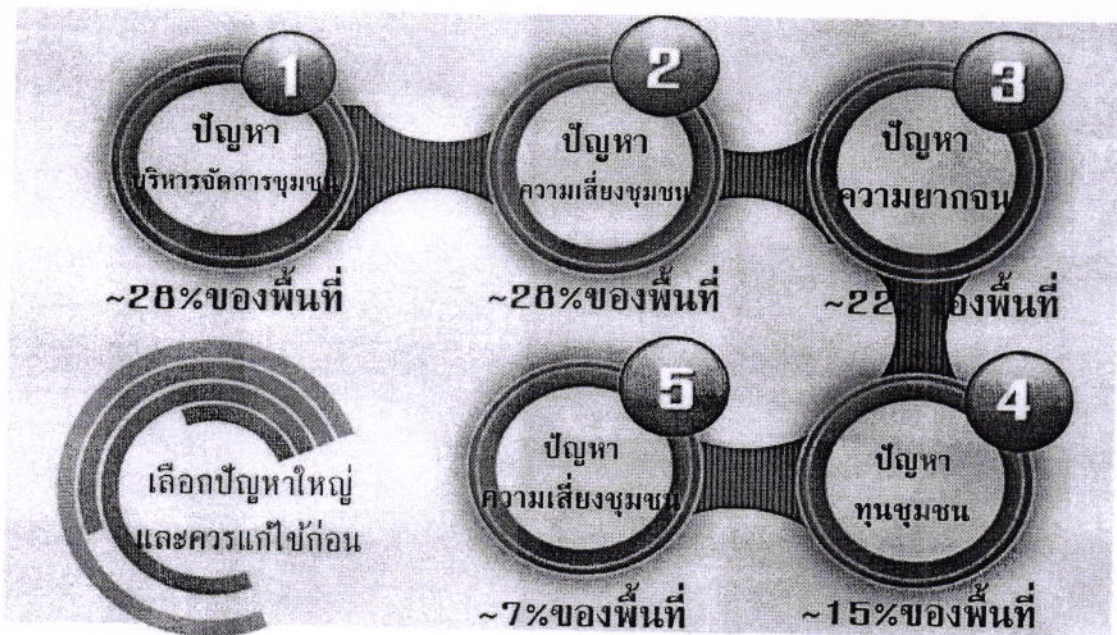 1
ปัญหา
บริหารจัดการชุมชน
~28%ของพื้นที่
2
ปัญหา
ความเสี่ยงชุมชน
~28%ของพื้นที่
3
ปัญหา
ความยากจน
~22%ของพื้นที่
4
ปัญหา
ทุนชุมชน
~15%ของพื้นที่
5
ปัญหา
ความเสี่ยงชุมชน
~7%ของพื้นที่
เลือกปัญหาใหญ่
และควรแก้ไข้ก่อน